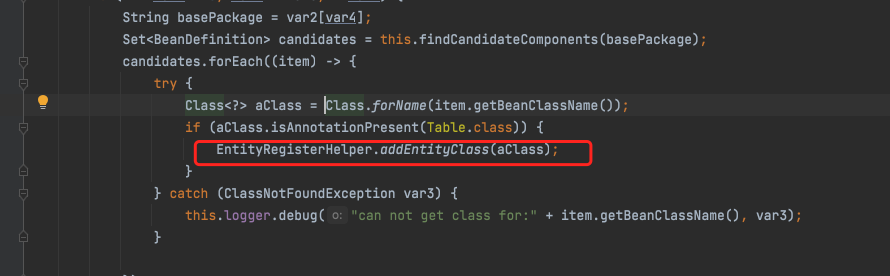 String basePackage = var2[var4];
Set<BeanDefinition> candidates = this.findCandidateComponents(basePackage);
candidates.forEach((item) -> {
try {
Class<?> aClass = Class.forName(item.getBeanClassName());
if (aClass.isAnnotationPresent(Table.class)) {
EntityRegisterHelper.addEntityClass(aClass);
}
} catch (ClassNotFoundException var3) {
this.logger.debug( o: "can not get class for:" + item.getBeanClassName(), var3);
}